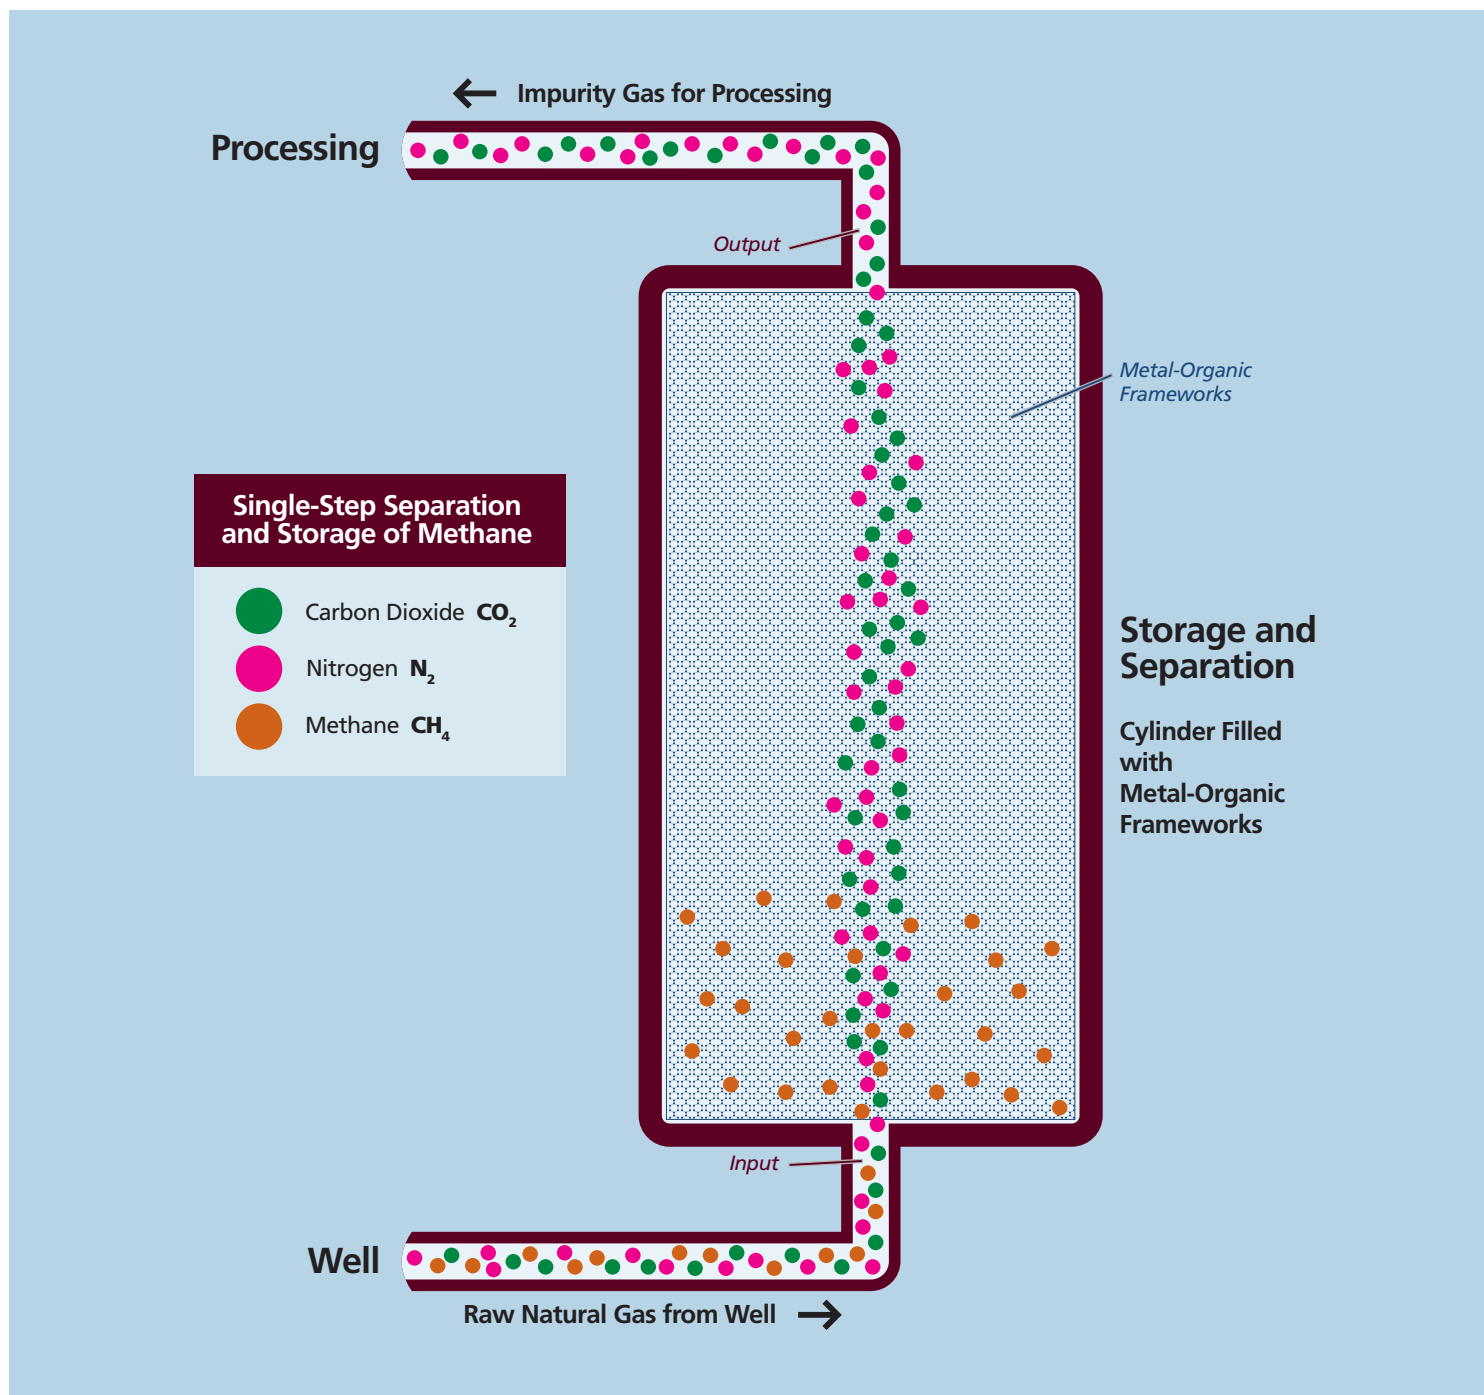 Impurity Gas for Processing
Processing
Output
Metal-Organic
Frameworks
Single-Step Separation
and Storage of Methane
Carbon Dioxide CO₂
Nitrogen N₂
Methane CH₄
Storage and
Separation
Cylinder Filled
with
Metal-Organic
Frameworks
Input
Well
Raw Natural Gas from Well